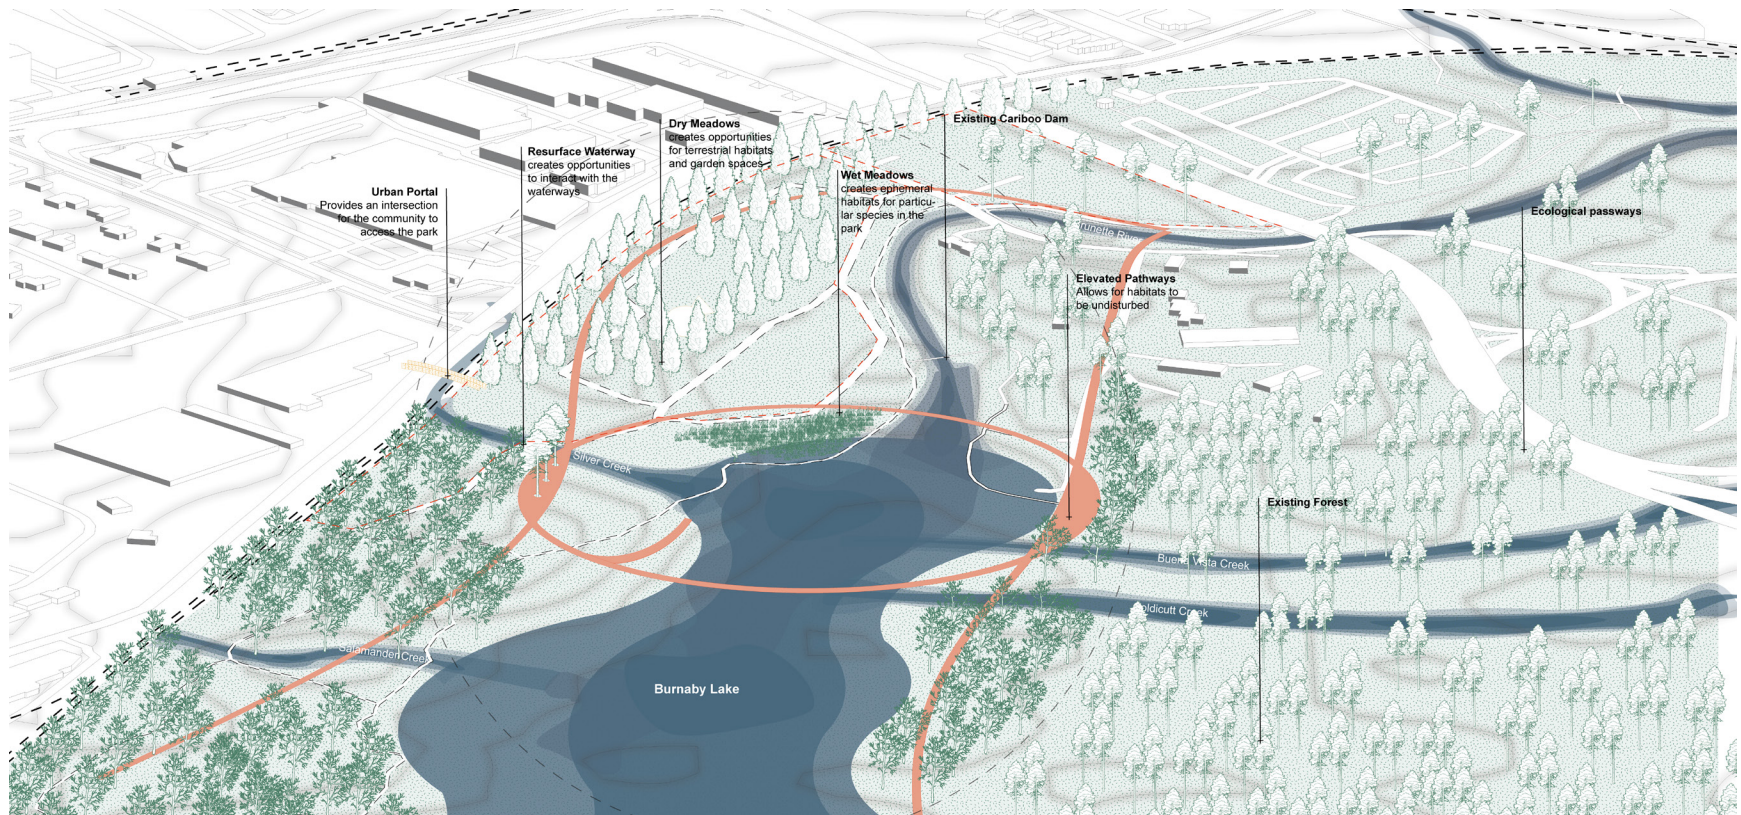 Existing Cariboo Dam
Dry Meadows
creates opportunities
for terrestrial habitats
and garden spaces
Resurface Waterway
creates opportunities
to interact with the
waterways
Wet Meadows
creates ephemeral
habitats for particu-
lar species in the
park
Urban Portal
Provides an intersection
for the community to
access the park
Ecological passways
Elevated Pathways
Allows for habitats to
be undisturbed
Silver Creek
Existing Forest
Buena Vista Creek
Creek
Salamander Creek
Burnaby Lake